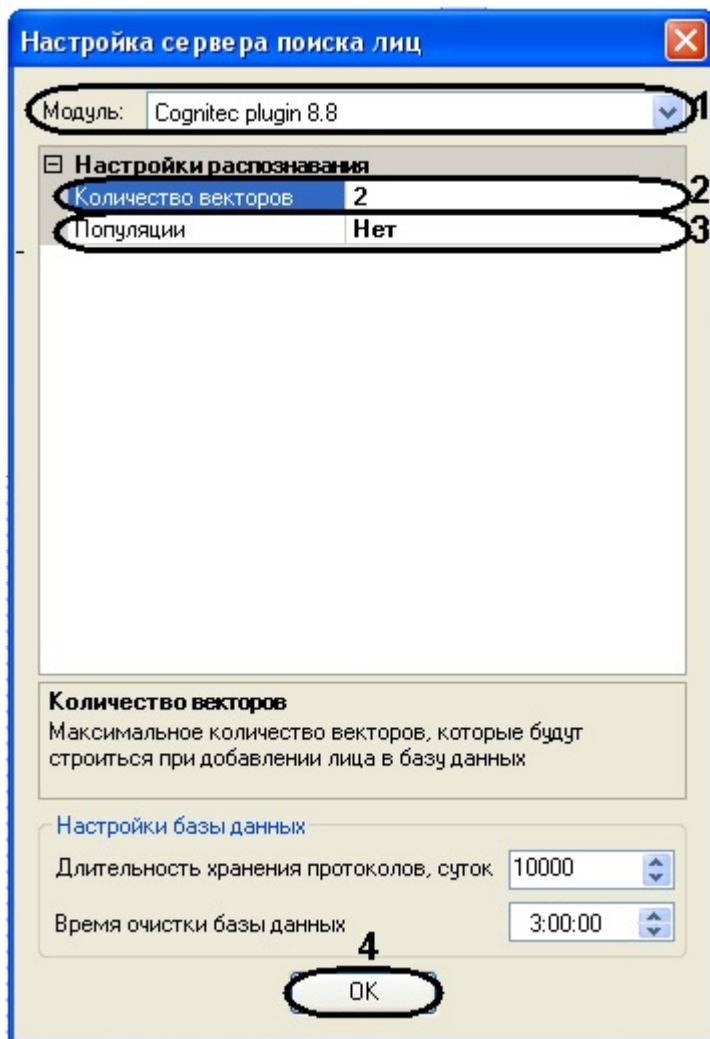 Настройка сервера поиска лиц
Модуль: Cognitec plugin 8.8 1
Настройки распознавания
Количество векторов 2 2
Популяции Нет 3
Количество векторов
Максимальное количество векторов, которые будут
строиться при добавлении лица в базу данных
Настройки базы данных
Длительность хранения протоколов, суток 10000
Время очистки базы данных 3:00:00
4
OK